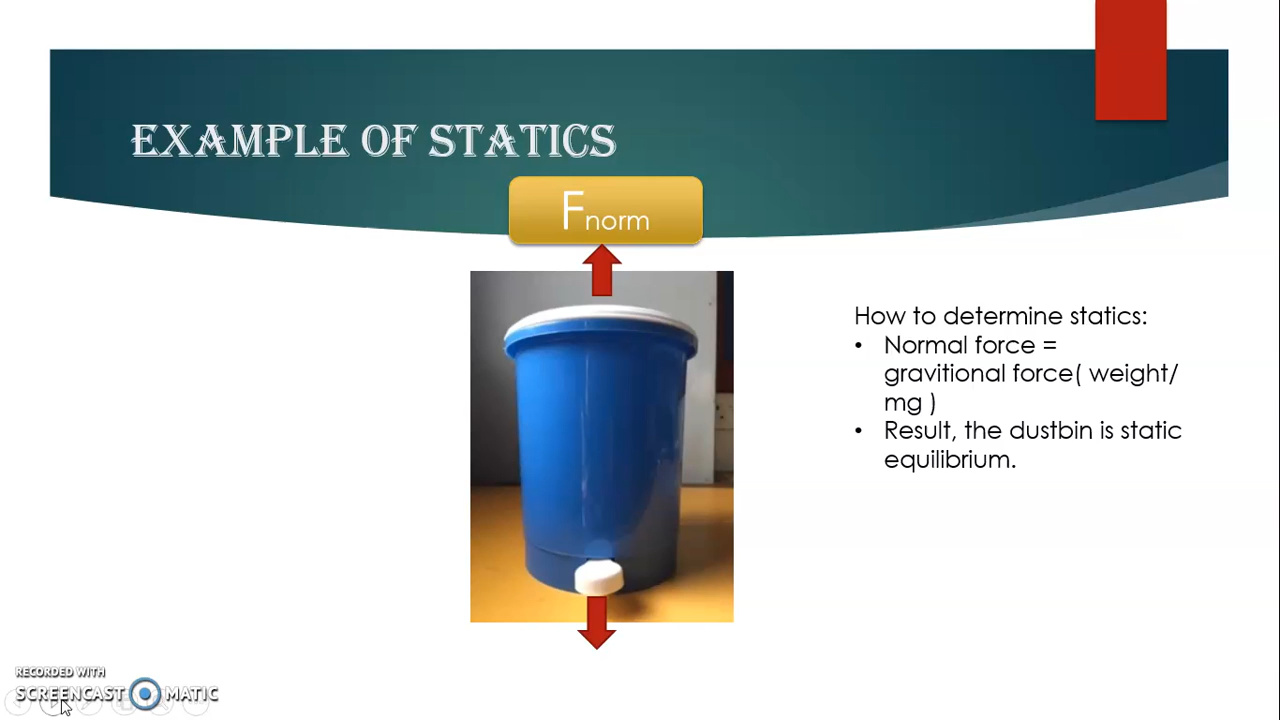 EXAMPLE OF STATICS
Fnorm
How to determine statics:
• Normal force =
gravitional force( weight/
mg )
• Result, the dustbin is static
equilibrium.
RECORDED WITH
SCREENCAST MATIC